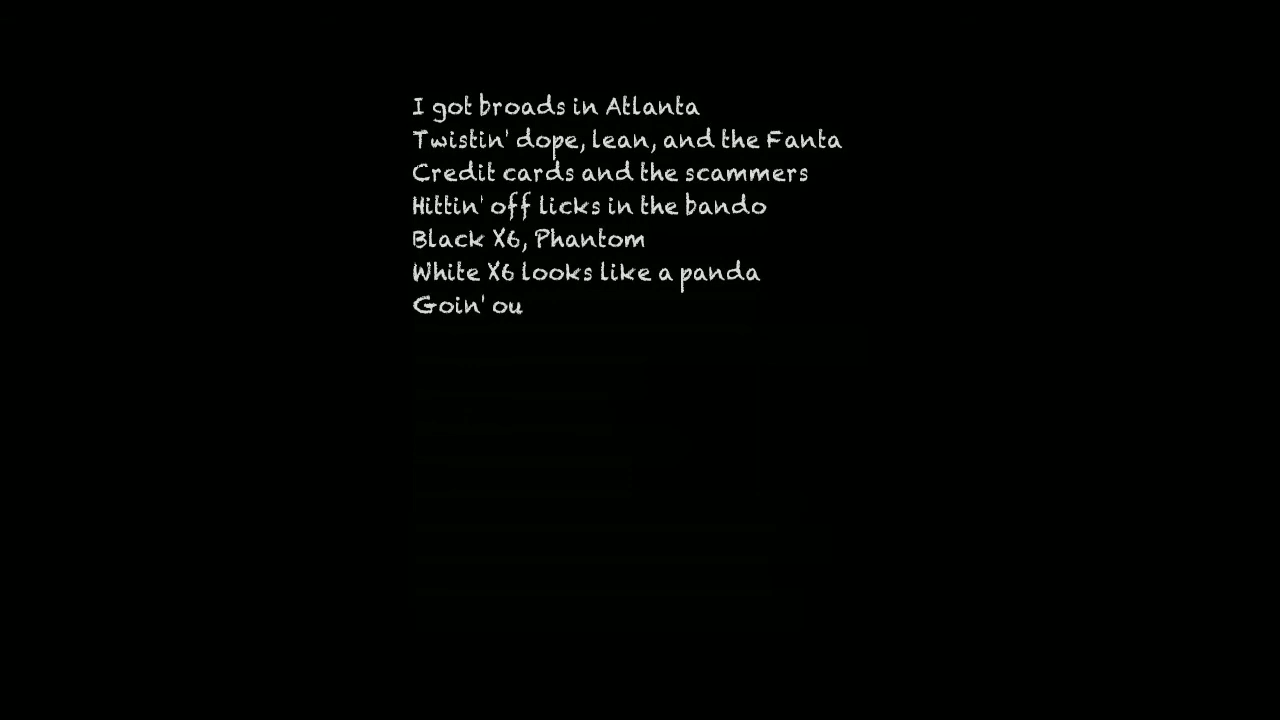 I got broads in Atlanta
Twistin' dope, lean, and the Fanta
Credit cards and the scammers
Hittin' off licks in the bando
Black X6, Phantom
White X6 looks like a panda
Goin' ou